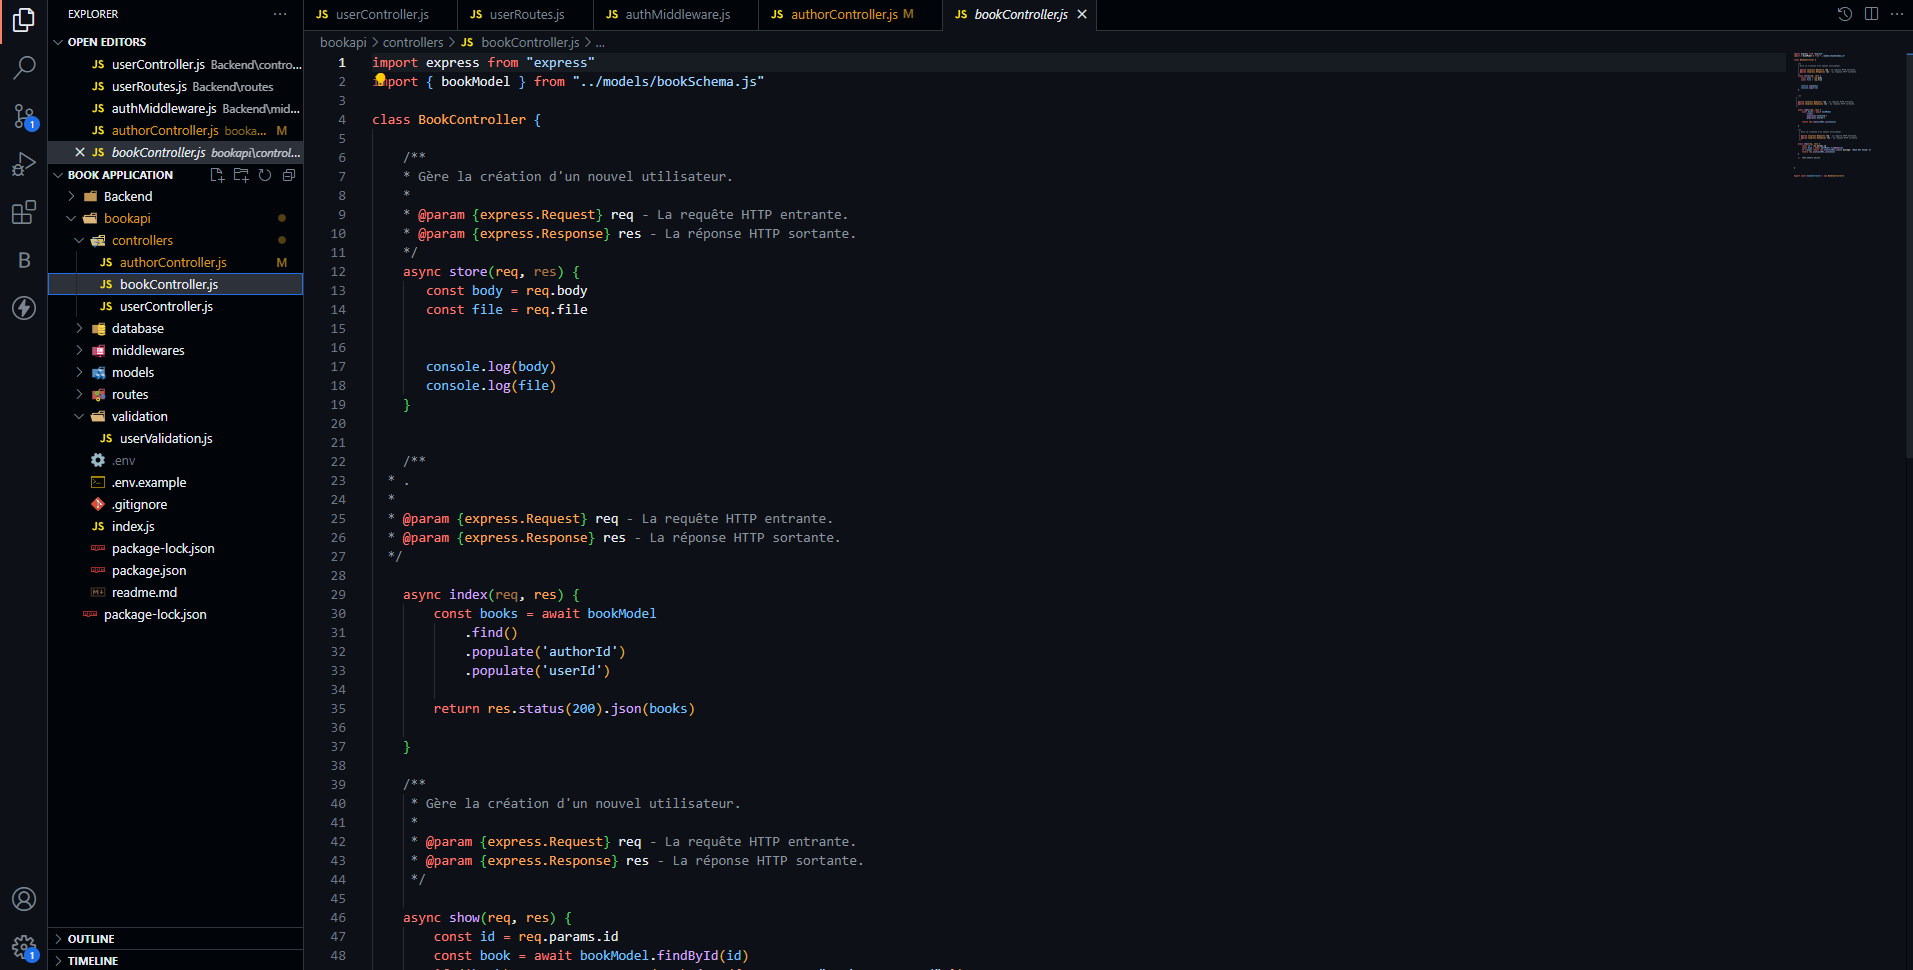 EXPLORER
OPEN EDITORS
JS userController.js Backend\contro...
JS userRoutes.js Backend\routes
JS authMiddleware.js Backend\mid...
JS authorController.js booka... M
JS bookController.js bookapi\control...
BOOK APPLICATION
Backend
bookapi
controllers
JS authorController.js M
JS bookController.js
JS userController.js
database
middlewares
models
routes
validation
JS userValidation.js
.env
.env.example
.gitignore
JS index.js
package-lock.json
package.json
readme.md
package-lock.json
OUTLINE
TIMELINE
B
1
1
JS userController.js
JS userRoutes.js
JS authMiddleware.js
JS authorController.js M
JS bookController.js
bookapi > controllers > JS bookController.js > ...
1 import express from "express"
2 import { bookModel } from "../models/bookSchema.js"
3
4 class BookController {
5
6 /**
7 * Gère la création d'un nouvel utilisateur.
8 *
9 * @param {express.Request} req - La requête HTTP entrante.
10 * @param {express.Response} res - La réponse HTTP sortante.
11 */
12 async store(req, res) {
13 const body = req.body
14 const file = req.file
15
16
17 console.log(body)
18 console.log(file)
19 }
20
21
22 /**
23 * .
24 *
25 * @param {express.Request} req - La requête HTTP entrante.
26 * @param {express.Response} res - La réponse HTTP sortante.
27 */
28
29 async index(req, res) {
30 const books = await bookModel
31 .find()
32 .populate('authorId')
33 .populate('userId')
34
35 return res.status(200).json(books)
36
37 }
38
39 /**
40 * Gère la création d'un nouvel utilisateur.
41 *
42 * @param {express.Request} req - La requête HTTP entrante.
43 * @param {express.Response} res - La réponse HTTP sortante.
44 */
45
46 async show(req, res) {
47 const id = req.params.id
48 const book = await bookModel.findById(id)